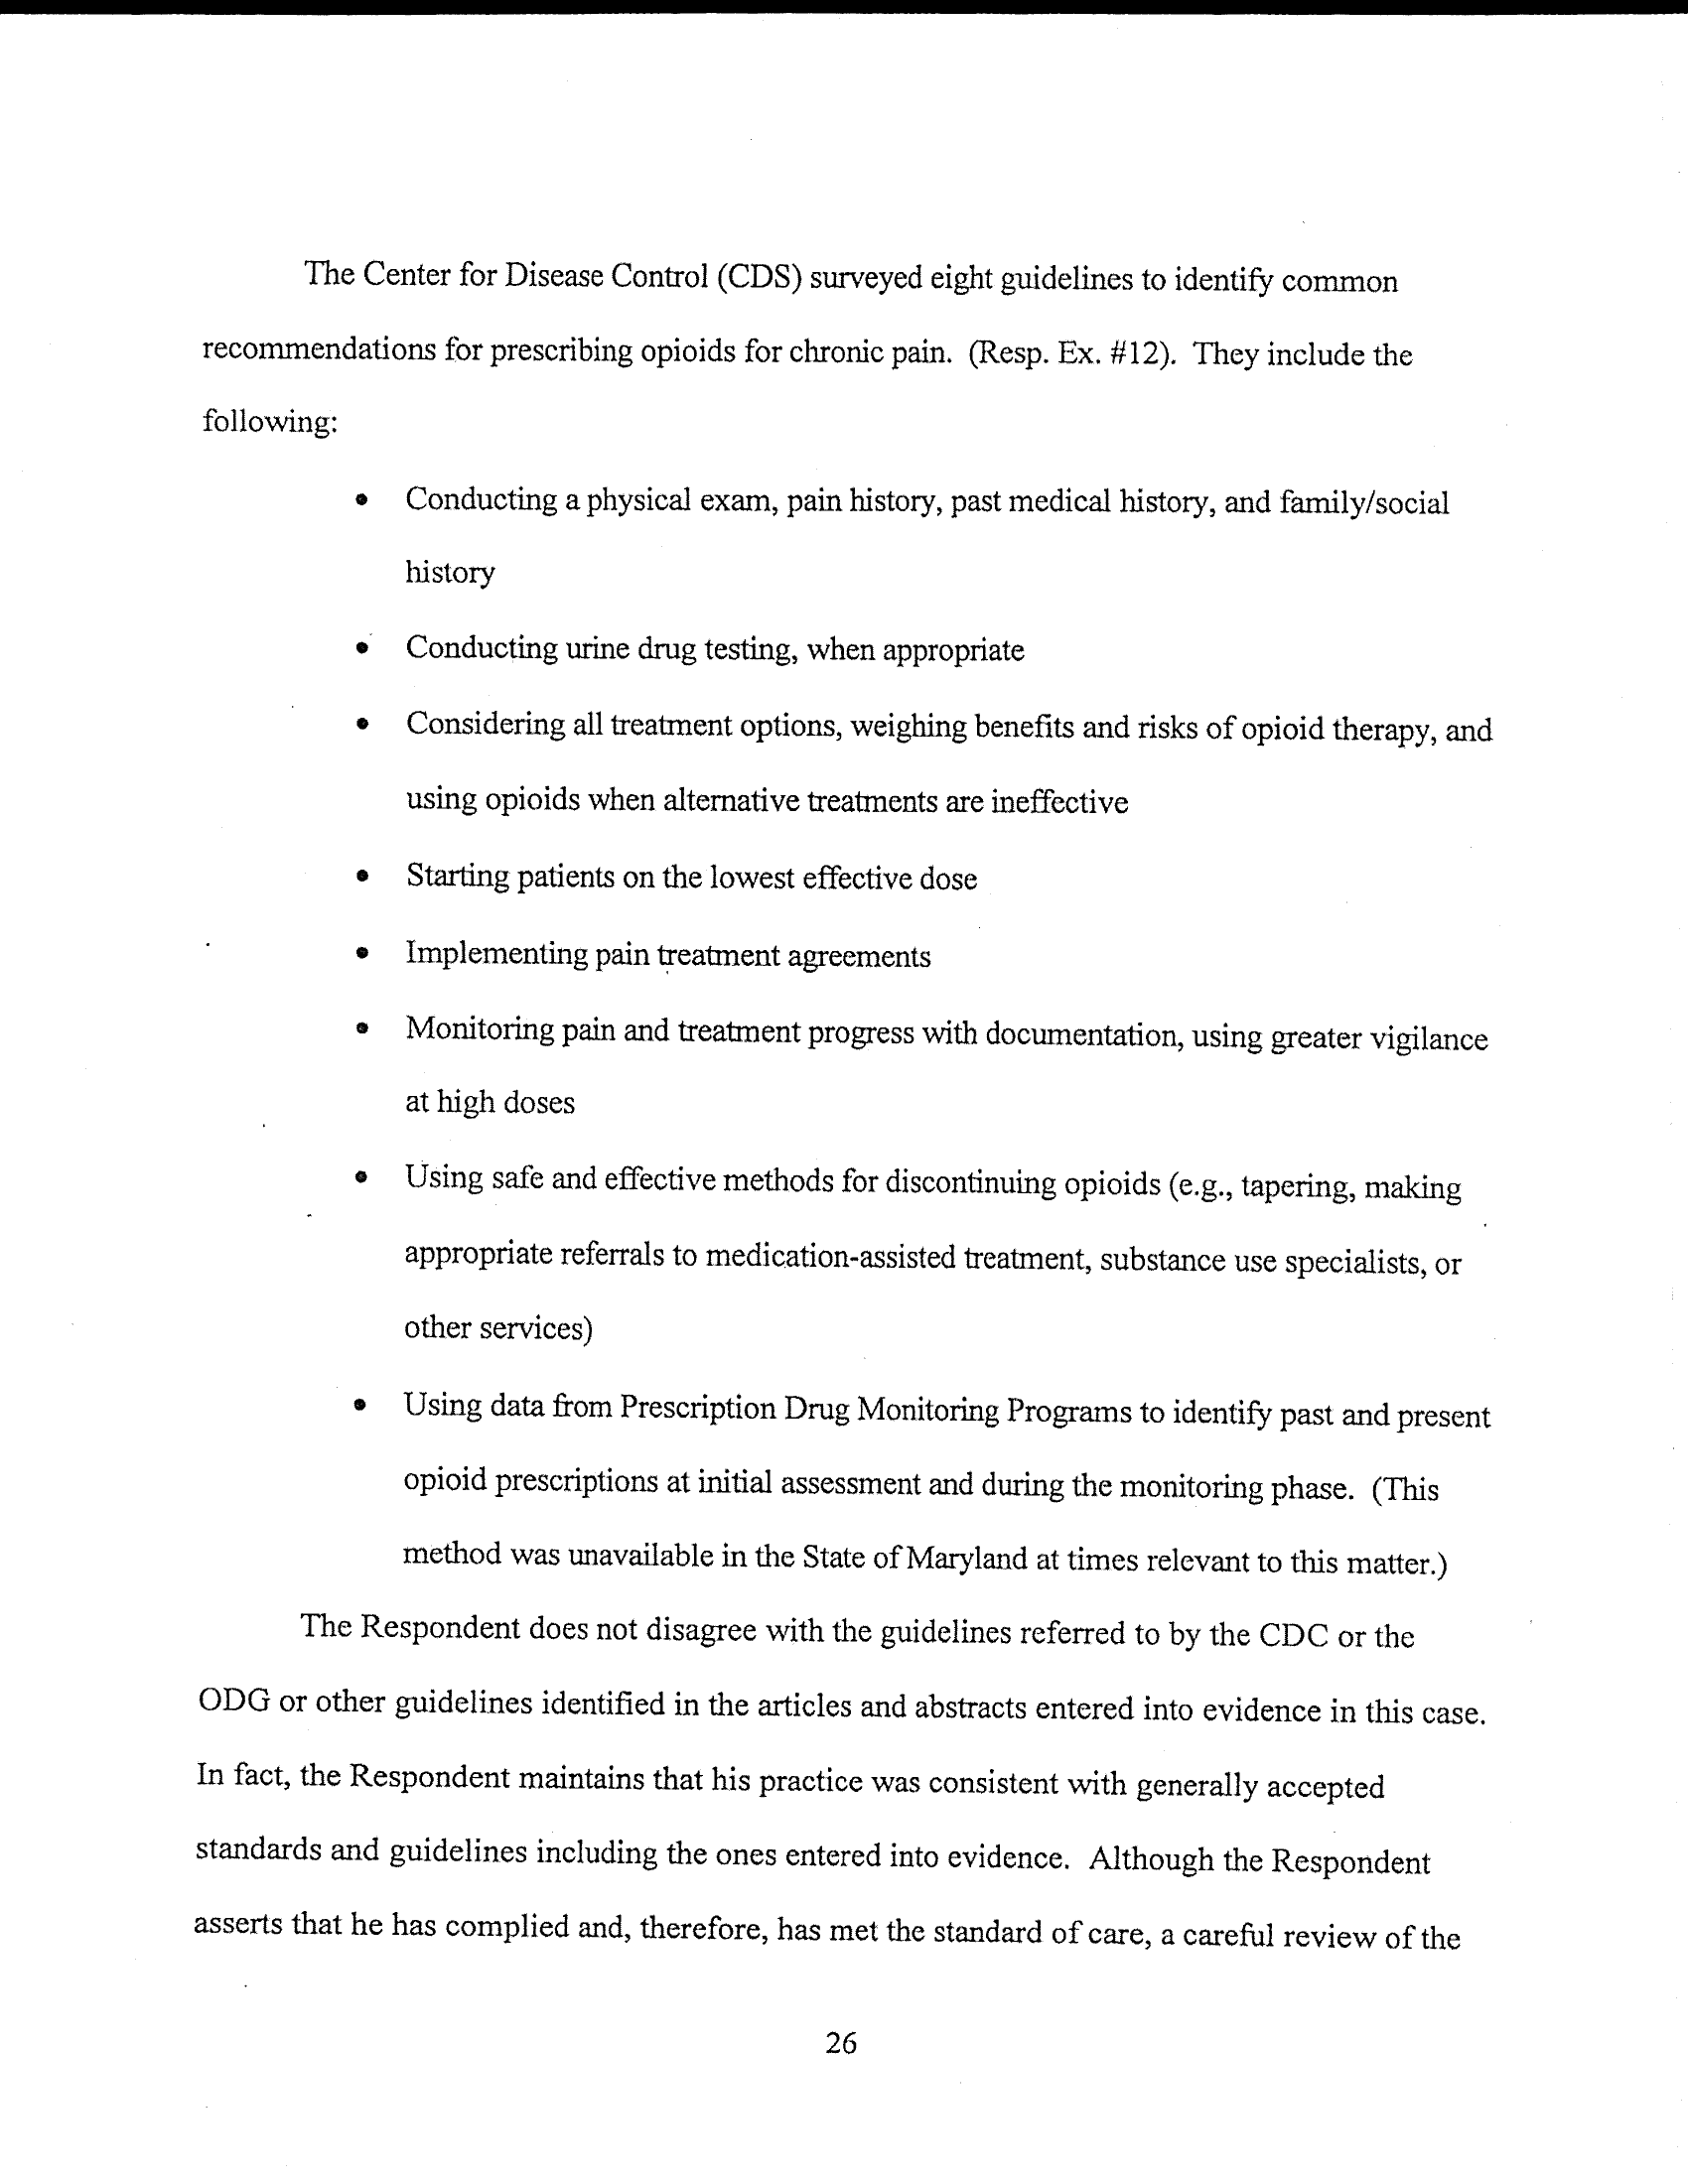 The Center for Disease Control (CDS) surveyed eight guidelines to identify common
recommendations for prescribing opioids for chronic pain. (Resp. Ex. #12). They include the
following:
• Conducting a physical exam, pain history, past medical history, and family/social
history
• Conducting urine drug testing, when appropriate
• Considering all treatment options, weighing benefits and risks of opioid therapy, and
using opioids when alternative treatments are ineffective
• Starting patients on the lowest effective dose
• Implementing pain treatment agreements
• Monitoring pain and treatment progress with documentation, using greater vigilance
at high doses
• Using safe and effective methods for discontinuing opioids (e.g., tapering, making
appropriate referrals to medication-assisted treatment, substance use specialists, or
other services)
• Using data from Prescription Drug Monitoring Programs to identify past and present
opioid prescriptions at initial assessment and during the monitoring phase. (This
method was unavailable in the State of Maryland at times relevant to this matter.)
The Respondent does not disagree with the guidelines referred to by the CDC or the
ODG or other guidelines identified in the articles and abstracts entered into evidence in this case.
In fact, the Respondent maintains that his practice was consistent with generally accepted
standards and guidelines including the ones entered into evidence. Although the Respondent
asserts that he has complied and, therefore, has met the standard of care, a careful review of the
26